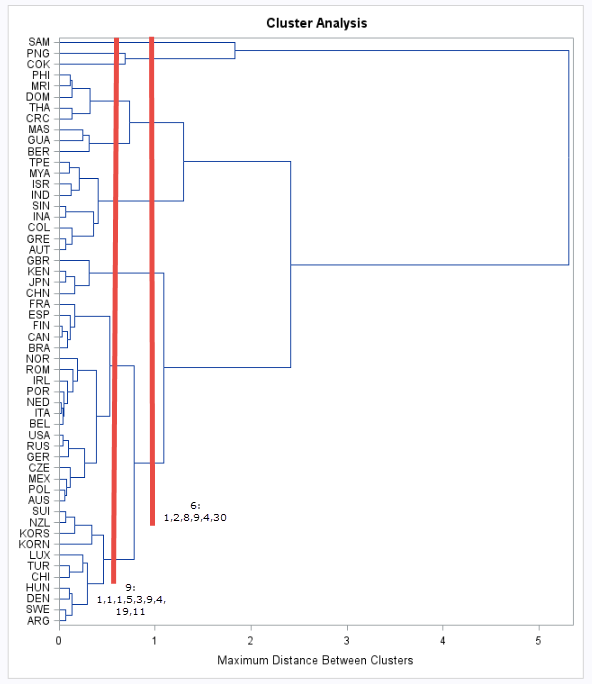 Cluster Analysis
SAM
PNG
COK
PHI
MRI
DOM
THA
CRC
MAS
GUA
BER
TPE
MYA
ISR
IND
SIN
INA
COL
GRE
AUT
GBR
KEN
JPN
CHN
FRA
ESP
FIN
CAN
BRA
NOR
ROM
IRL
POR
NED
ITA
BEL
USA
RUS
GER
CZE
MEX
POL
AUS
SUI
NZL
KORS
KORN
LUX
TUR
CHI
HUN
DEN
SWE
ARG
6:
1,2,8,9,4,30
9:
1,1,1,5,3,9,4,
19,11
0 1 2 3 4 5
Maximum Distance Between Clusters